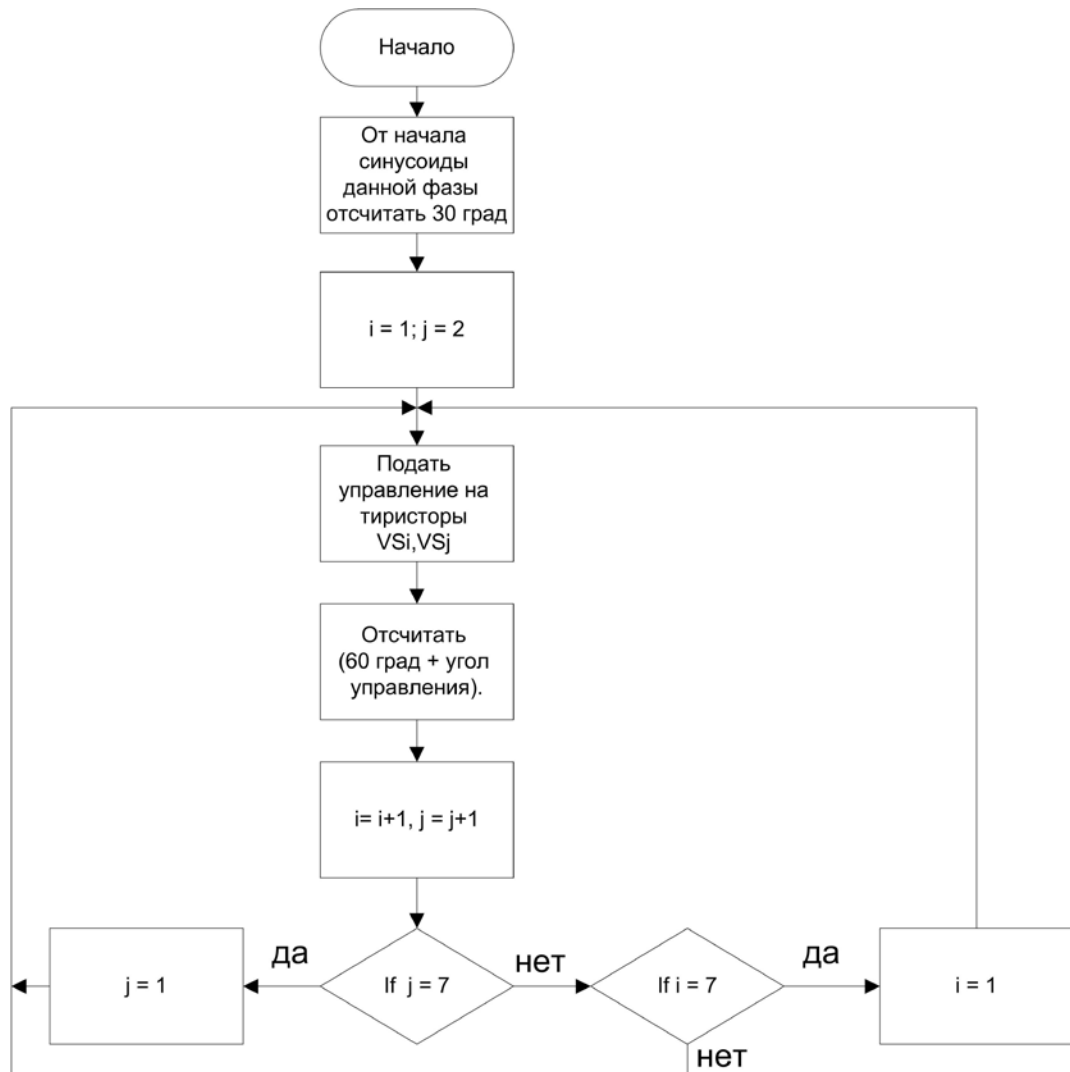 Начало
От начала
синусоиды
данной фазы
отсчитать 30 град
i = 1; j = 2
Подать
управление на
тиристоры
VSi,VSj
Отсчитать
(60 град + угол
управления).
i= i+1, j = j+1
j = 1
да
If j = 7
нет
If i = 7
да
i = 1
нет